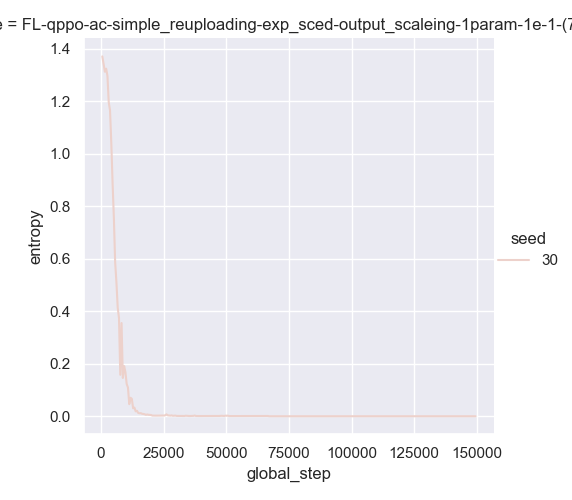 e = FL-qppo-ac-simple_reuploading-exp_sced-output_scaleing-1param-1e-1-(7
1.4
1.2
1.0
0.8
0.6
0.4
0.2
0.0
entropy
0 25000 50000 75000 100000 125000 150000
global_step
seed
30